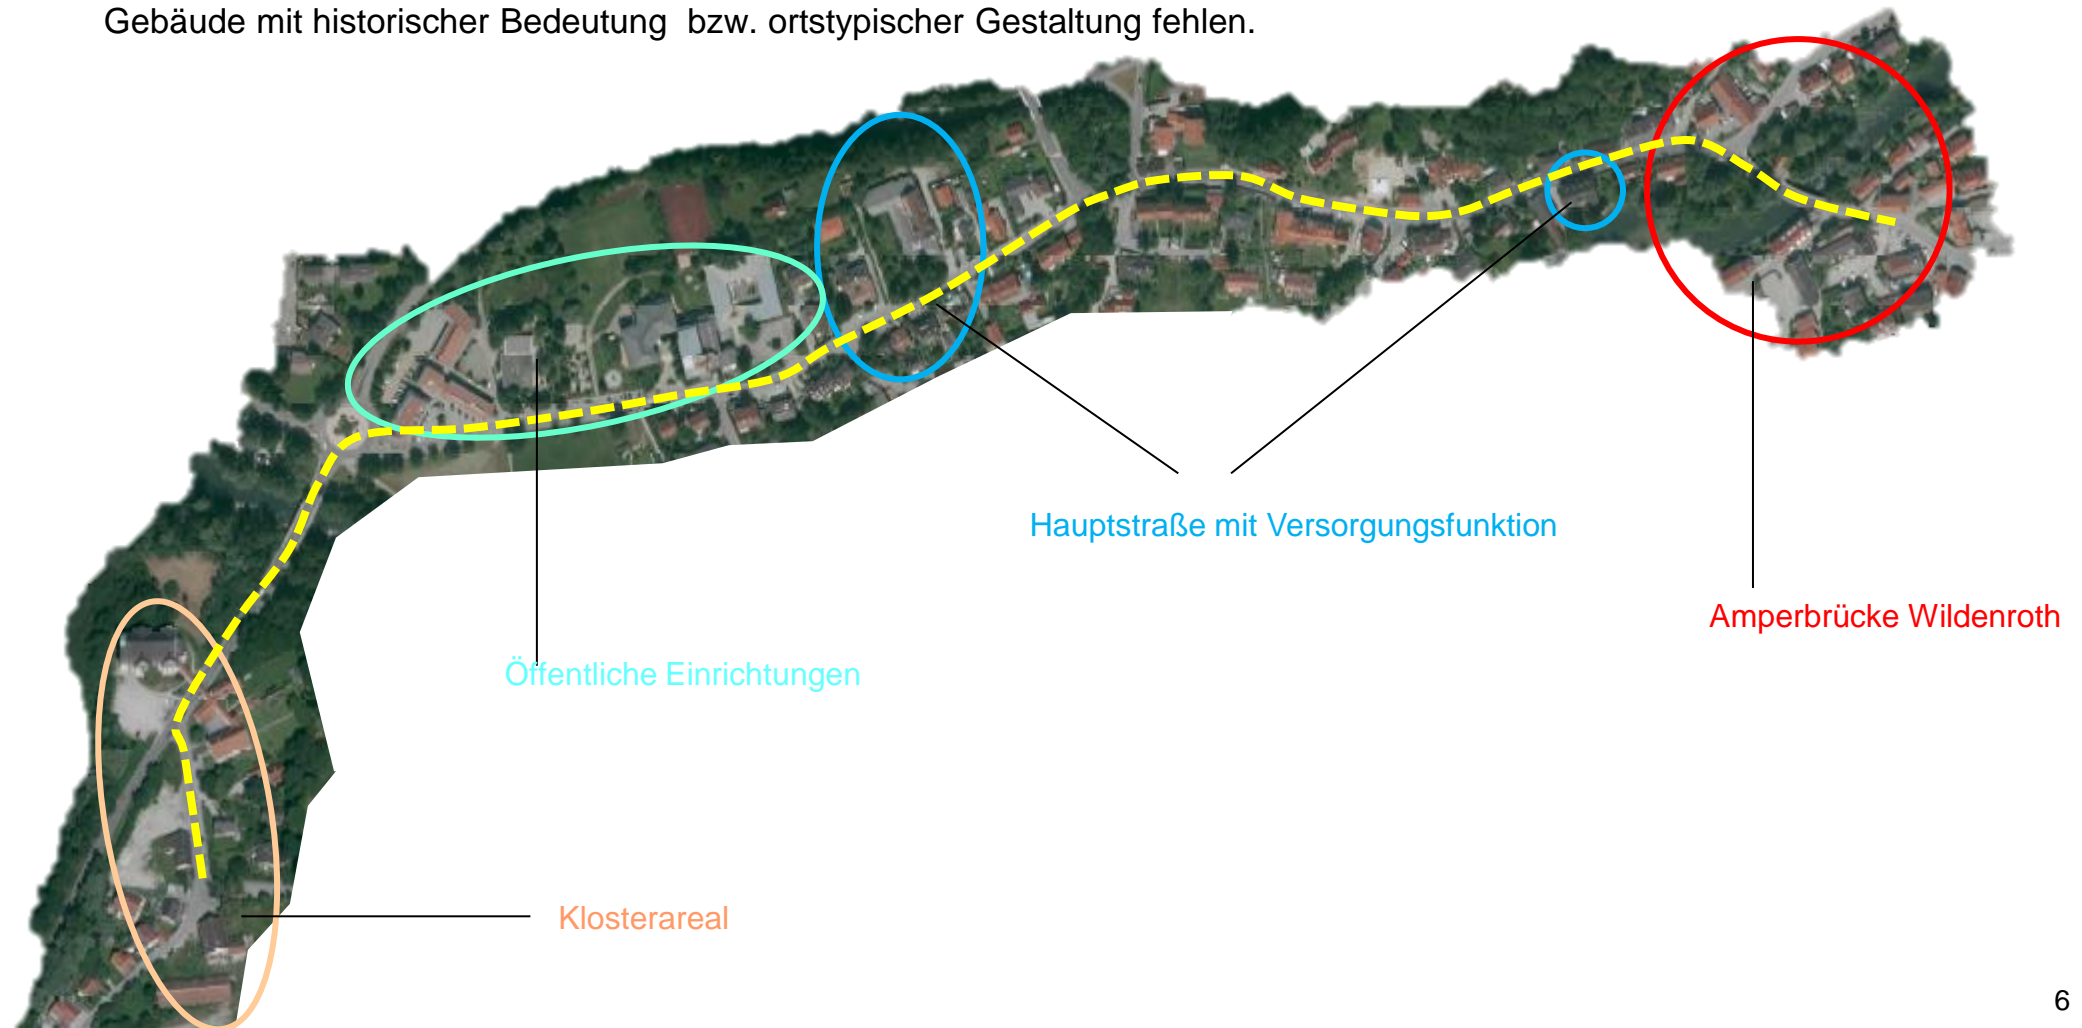 Gebäude mit historischer Bedeutung  bzw. ortstypischer Gestaltung fehlen.
Hauptstraße mit Versorgungsfunktion
Amperbrücke Wildenroth
Öffentliche Einrichtungen
Klosterareal
6